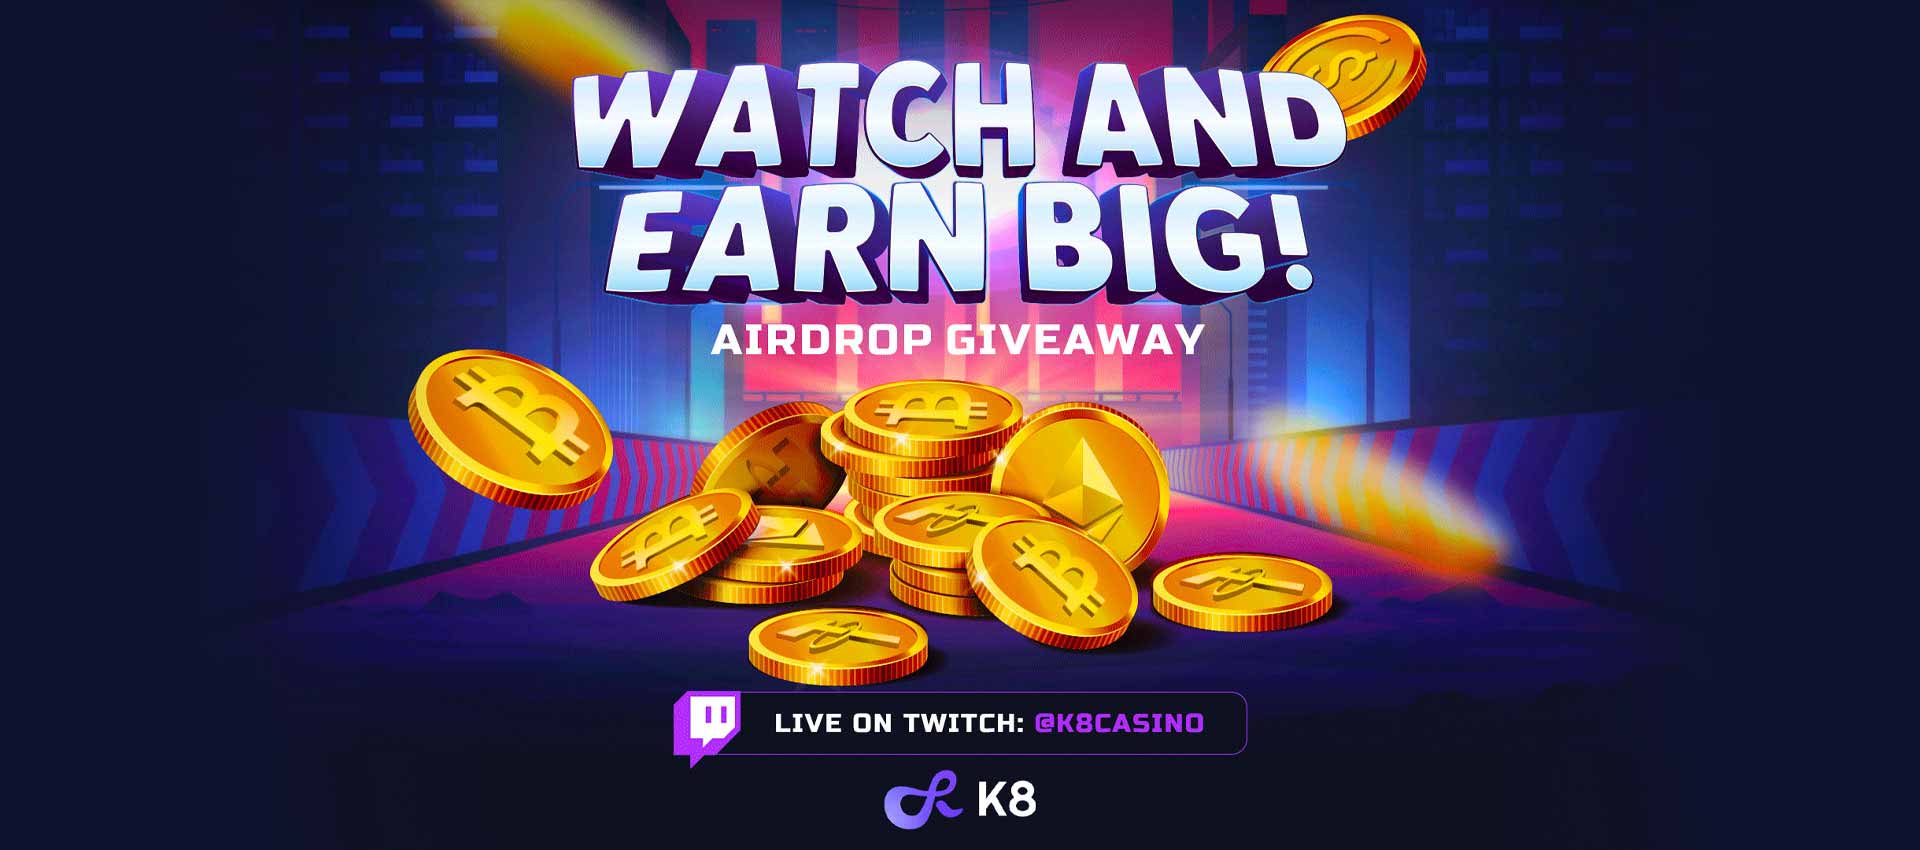 WATCH AND
EARN BIG!
AIRDROP GIVEAWAY
LIVE ON TWITCH: @K8CASINO
K8